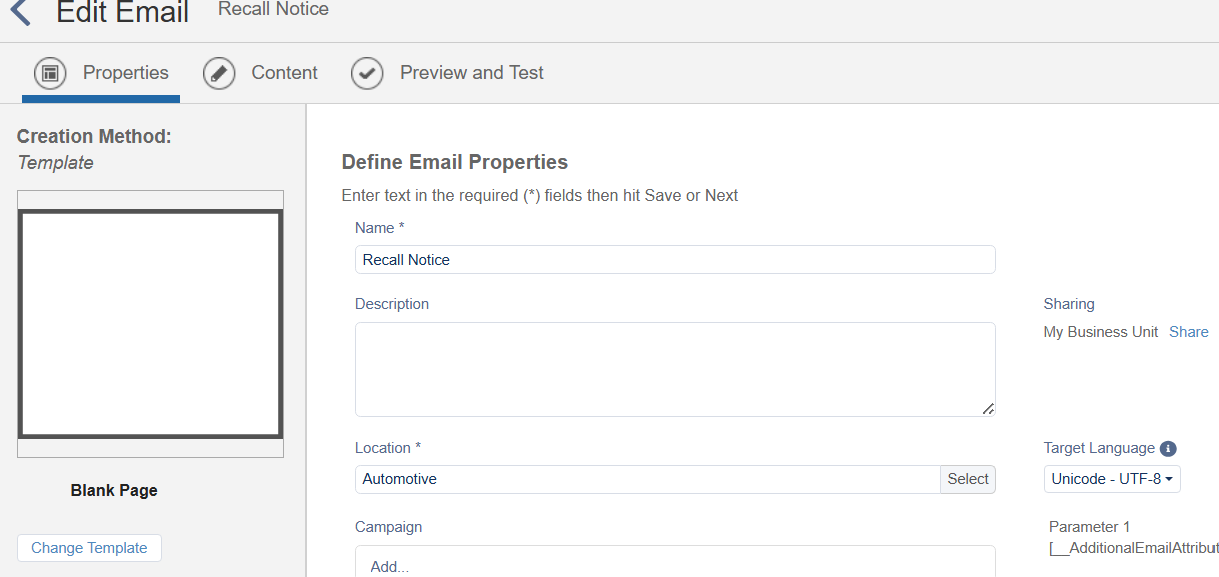 Edit Email
Recall Notice
Properties
Content
Preview and Test
Creation Method:
Template
Blank Page
Change Template
Define Email Properties
Enter text in the required (*) fields then hit Save or Next
Name *
Recall Notice
Description
Sharing
My Business Unit Share
Location *
Automotive
Select
Target Language
Unicode - UTF-8
Campaign
Add...
Parameter 1
[__AdditionalEmailAttribut